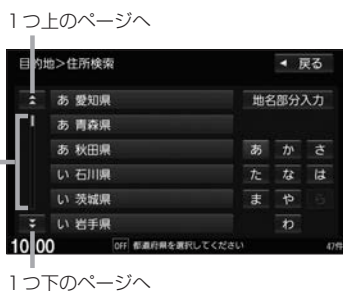 1つ上のページへ
目的地>住所検索 ◀ 戻る
あ 愛知県 地名部分入力
あ 青森県
あ 秋田県 あ か さ
い 石川県 た な は
い 茨城県 ま や ら
い 岩手県 わ
10:00 OFF 都道府県を選択してください 47件
1つ下のページへ